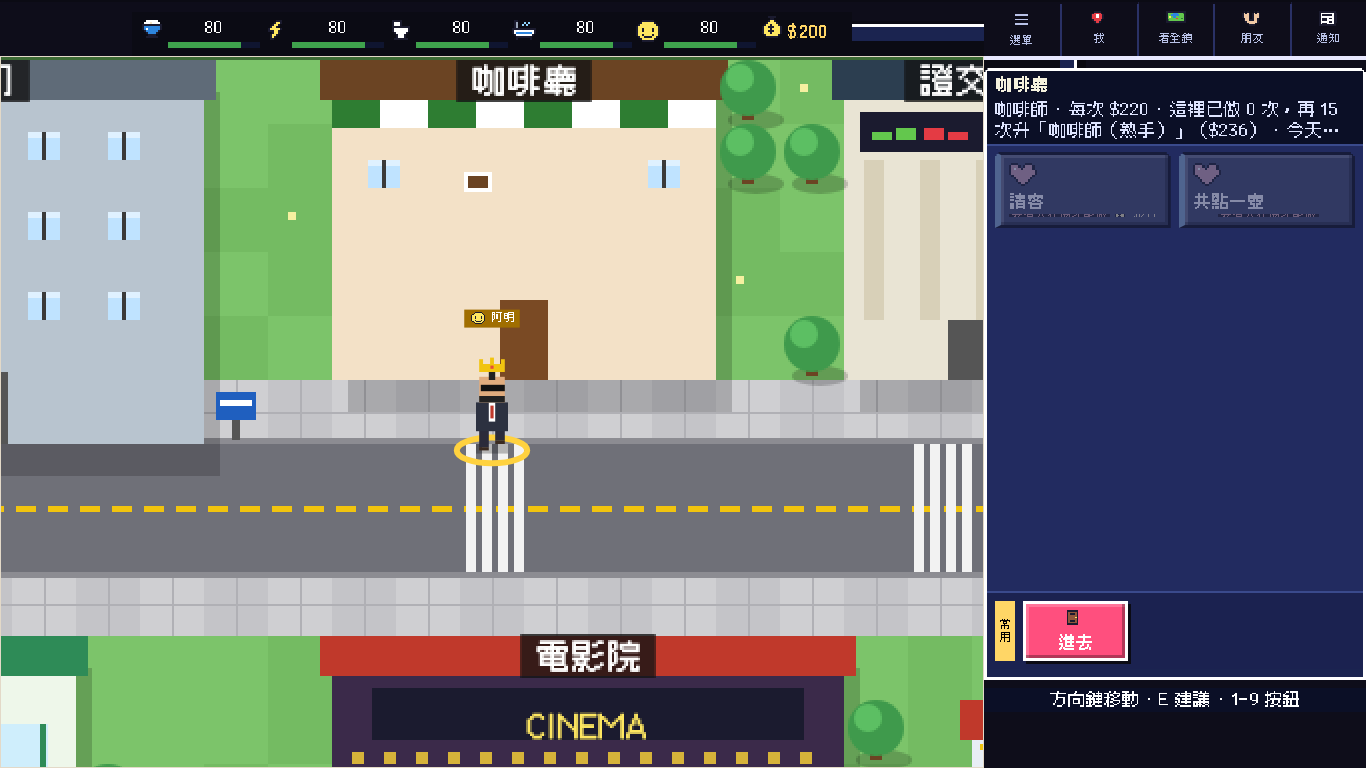 80
80
80
80
80
$200
選單
我
看全鎮
朋友
通知
咖啡廳
證交
咖啡廳
咖啡師 · 每次 $220 · 這裡已做 0 次，再 15
次升「咖啡師（熟手）」（$236） · 今天…
請客
共點一壺
阿明
常用
進去
電影院
CINEMA
方向鍵移動 · E 建議 · 1-9 按鈕